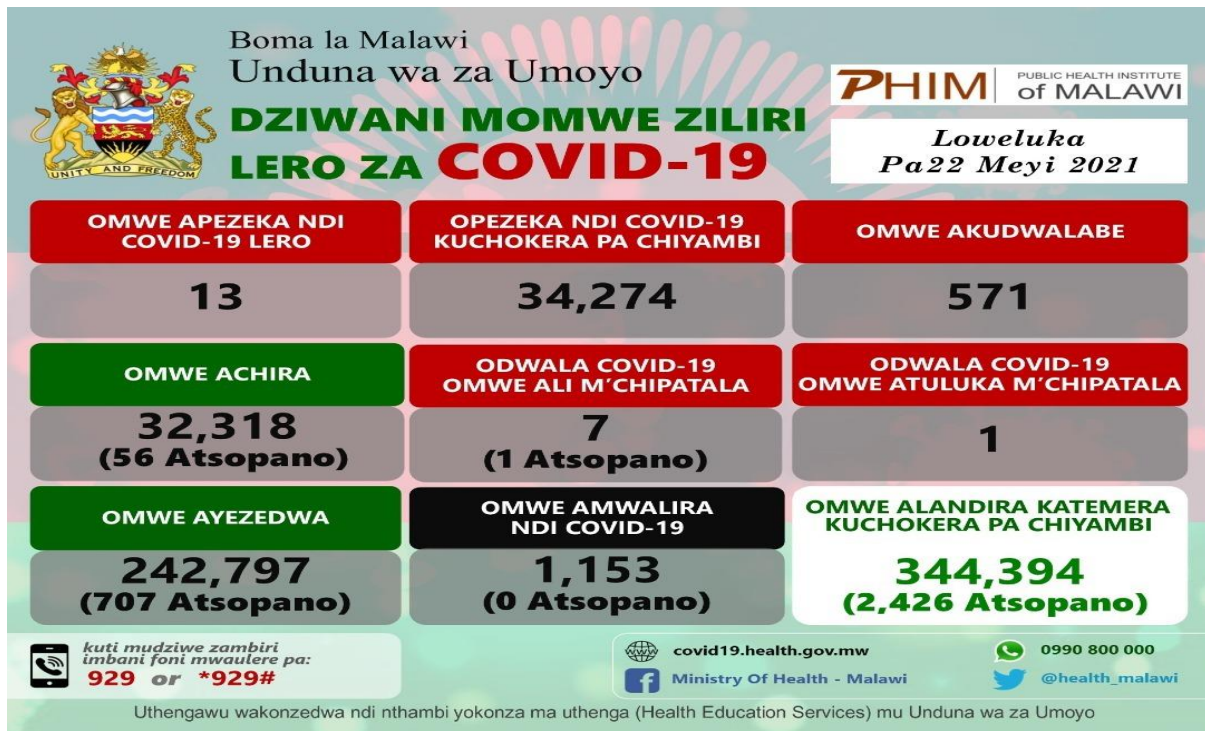 Boma la Malawi
Unduna wa za Umoyo
DZIWANI MOMWE ZILIRI
LERO ZA COVID-19
UNITY AND FREEDOM
PHIM PUBLIC HEALTH INSTITUTE
of MALAWI
Loweluka
Pa22 Meyi 2021
OMWE APEZEKA NDI
COVID-19 LERO
13
OPEZEKA NDI COVID-19
KUCHOKERA PA CHIYAMBI
34,274
OMWE AKUDWALABE
571
OMWE ACHIRA
32,318
(56 Atsopano)
ODWALA COVID-19
OMWE ALI M'CHIPATALA
7
(1 Atsopano)
ODWALA COVID-19
OMWE ATULUKA M'CHIPATALA
1
OMWE AYEZEDWA
242,797
(707 Atsopano)
OMWE AMWALIRA
NDI COVID-19
1,153
(0 Atsopano)
OMWE ALANDIRA KATEMERA
KUCHOKERA PA CHIYAMBI
344,394
(2,426 Atsopano)
kuti mudziwe zambiri
imbani foni mwaulere pa:
929 or *929#
covid19.health.gov.mw
0990 800 000
Ministry Of Health - Malawi
@health_malawi
Uthengawu wakonzedwa ndi nthambi yokonza ma uthenga (Health Education Services) mu Unduna wa za Umoyo